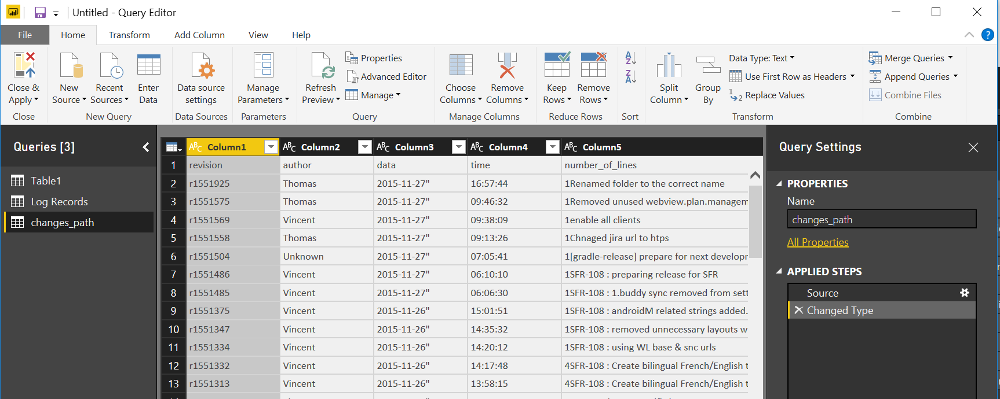 Untitled - Query Editor
File Home Transform Add Column View Help
Close & Apply
Close
New Source
Recent Sources
Enter Data
New Query
Data source settings
Data Sources
Manage Parameters
Parameters
Refresh Preview
Properties
Advanced Editor
Manage
Query
Choose Columns
Remove Columns
Manage Columns
Keep Rows
Remove Rows
Reduce Rows
Sort
Split Column
Group By
Data Type: Text
Use First Row as Headers
Replace Values
Transform
Merge Queries
Append Queries
Combine Files
Combine
Queries [3]
Table1
Log Records
changes_path
ABC Column1 ABC Column2 ABC Column3 ABC Column4 ABC Column5
1 revision author data time number_of_lines
2 r1551925 Thomas 2015-11-27" 16:57:44 1Renamed folder to the correct name
3 r1551575 Thomas 2015-11-27" 09:46:32 1Removed unused webview.plan.managem
4 r1551569 Vincent 2015-11-27" 09:38:09 1enable all clients
5 r1551558 Thomas 2015-11-27" 09:13:26 1Chnaged jira url to htps
6 r1551504 Unknown 2015-11-27" 07:05:41 1[gradle-release] prepare for next developr
7 r1551486 Vincent 2015-11-27" 06:10:10 1SFR-108 : preparing release for SFR
8 r1551485 Vincent 2015-11-27" 06:06:30 1SFR-108 : 1.buddy sync removed from sett
9 r1551375 Vincent 2015-11-26" 15:01:51 1SFR-108 : androidM related strings added.
10 r1551347 Vincent 2015-11-26" 14:35:32 1SFR-108 : removed unnecessary layouts w
11 r1551334 Vincent 2015-11-26" 14:20:12 1SFR-108 : using WL base & snc urls
12 r1551332 Vincent 2015-11-26" 14:17:48 4SFR-108 : Create bilingual French/English t
13 r1551313 Vincent 2015-11-26" 13:58:15 4SFR-108 : Create bilingual French/English t
Query Settings
PROPERTIES
Name
changes_path
All Properties
APPLIED STEPS
Source
Changed Type